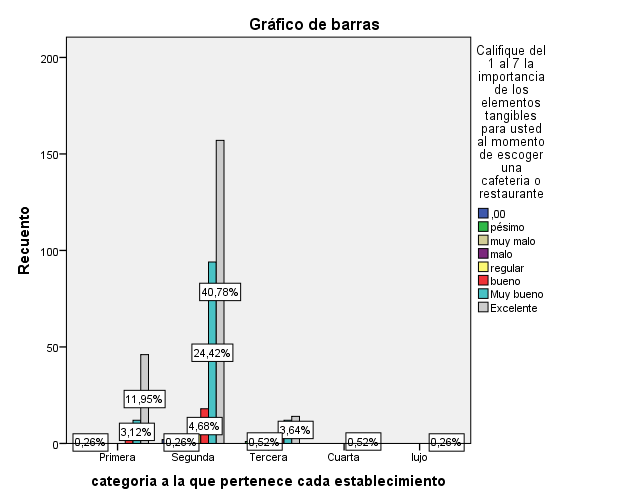 Gráfico de barras
Califique del
1 al 7 la
importancia
de los
elementos
tangibles
para usted
al momento
de escoger
una
cafeteria o
restaurante
,00
pésimo
muy malo
malo
regular
bueno
Muy bueno
Excelente
Recuento
200
150
100
50
0
40,78%
24,42%
11,95%
4,68%
3,12%
3,64%
0,26%
0,26%
0,52%
0,52%
0,26%
Primera
Segunda
Tercera
Cuarta
lujo
categoria a la que pertenece cada establecimiento